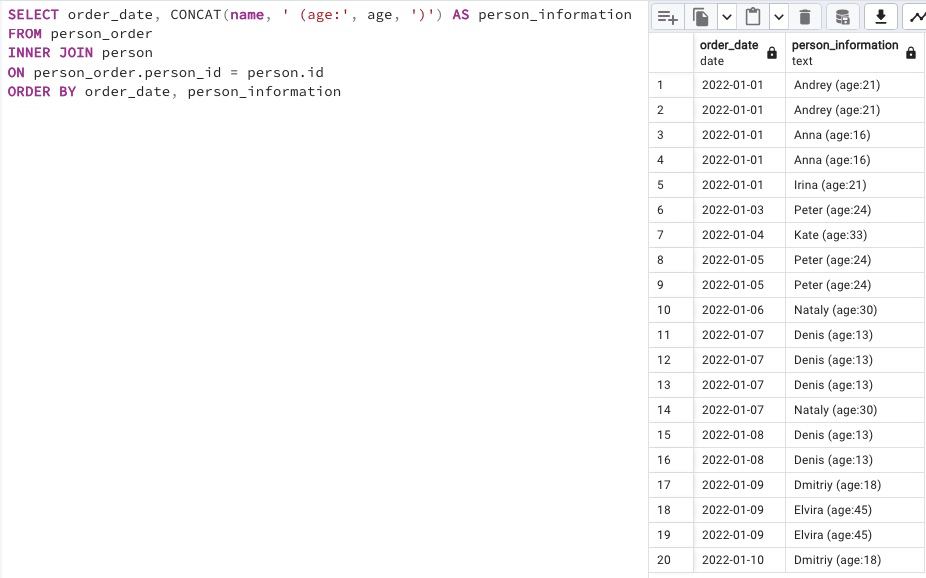 SELECT order_date, CONCAT(name, ' (age:', age, ')') AS person_information
FROM person_order
INNER JOIN person
ON person_order.person_id = person.id
ORDER BY order_date, person_information
order_date person_information
date text
1 2022-01-01 Andrey (age:21)
2 2022-01-01 Andrey (age:21)
3 2022-01-01 Anna (age:16)
4 2022-01-01 Anna (age:16)
5 2022-01-01 Irina (age:21)
6 2022-01-03 Peter (age:24)
7 2022-01-04 Kate (age:33)
8 2022-01-05 Peter (age:24)
9 2022-01-05 Peter (age:24)
10 2022-01-06 Nataly (age:30)
11 2022-01-07 Denis (age:13)
12 2022-01-07 Denis (age:13)
13 2022-01-07 Denis (age:13)
14 2022-01-07 Nataly (age:30)
15 2022-01-08 Denis (age:13)
16 2022-01-08 Denis (age:13)
17 2022-01-09 Dmitriy (age:18)
18 2022-01-09 Elvira (age:45)
19 2022-01-09 Elvira (age:45)
20 2022-01-10 Dmitriy (age:18)